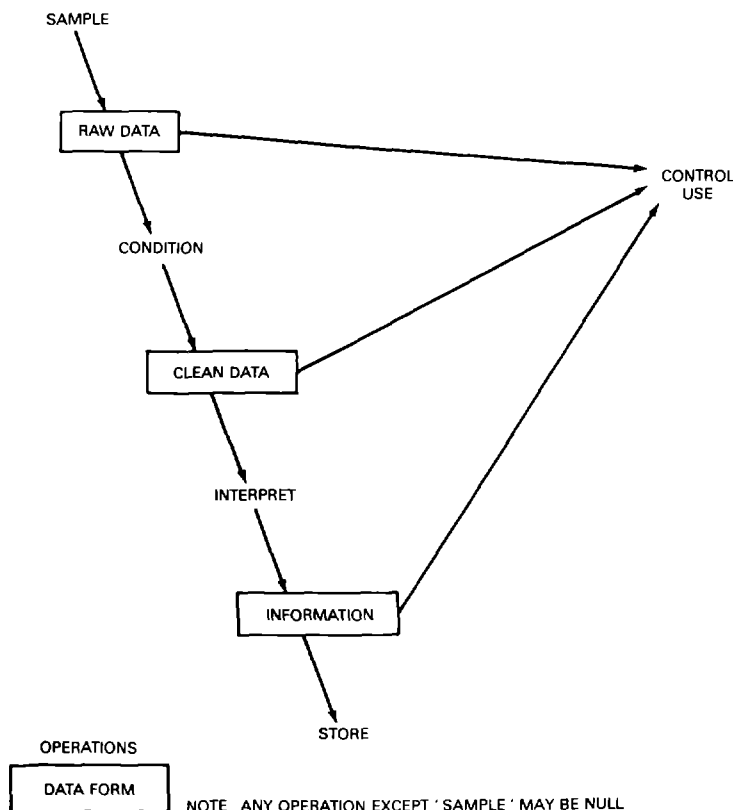 SAMPLE
RAW DATA
CONTROL
USE
CONDITION
CLEAN DATA
INTERPRET
INFORMATION
STORE
OPERATIONS
DATA FORM
NOTE ANY OPERATION EXCEPT ' SAMPLE ' MAY BE NULL